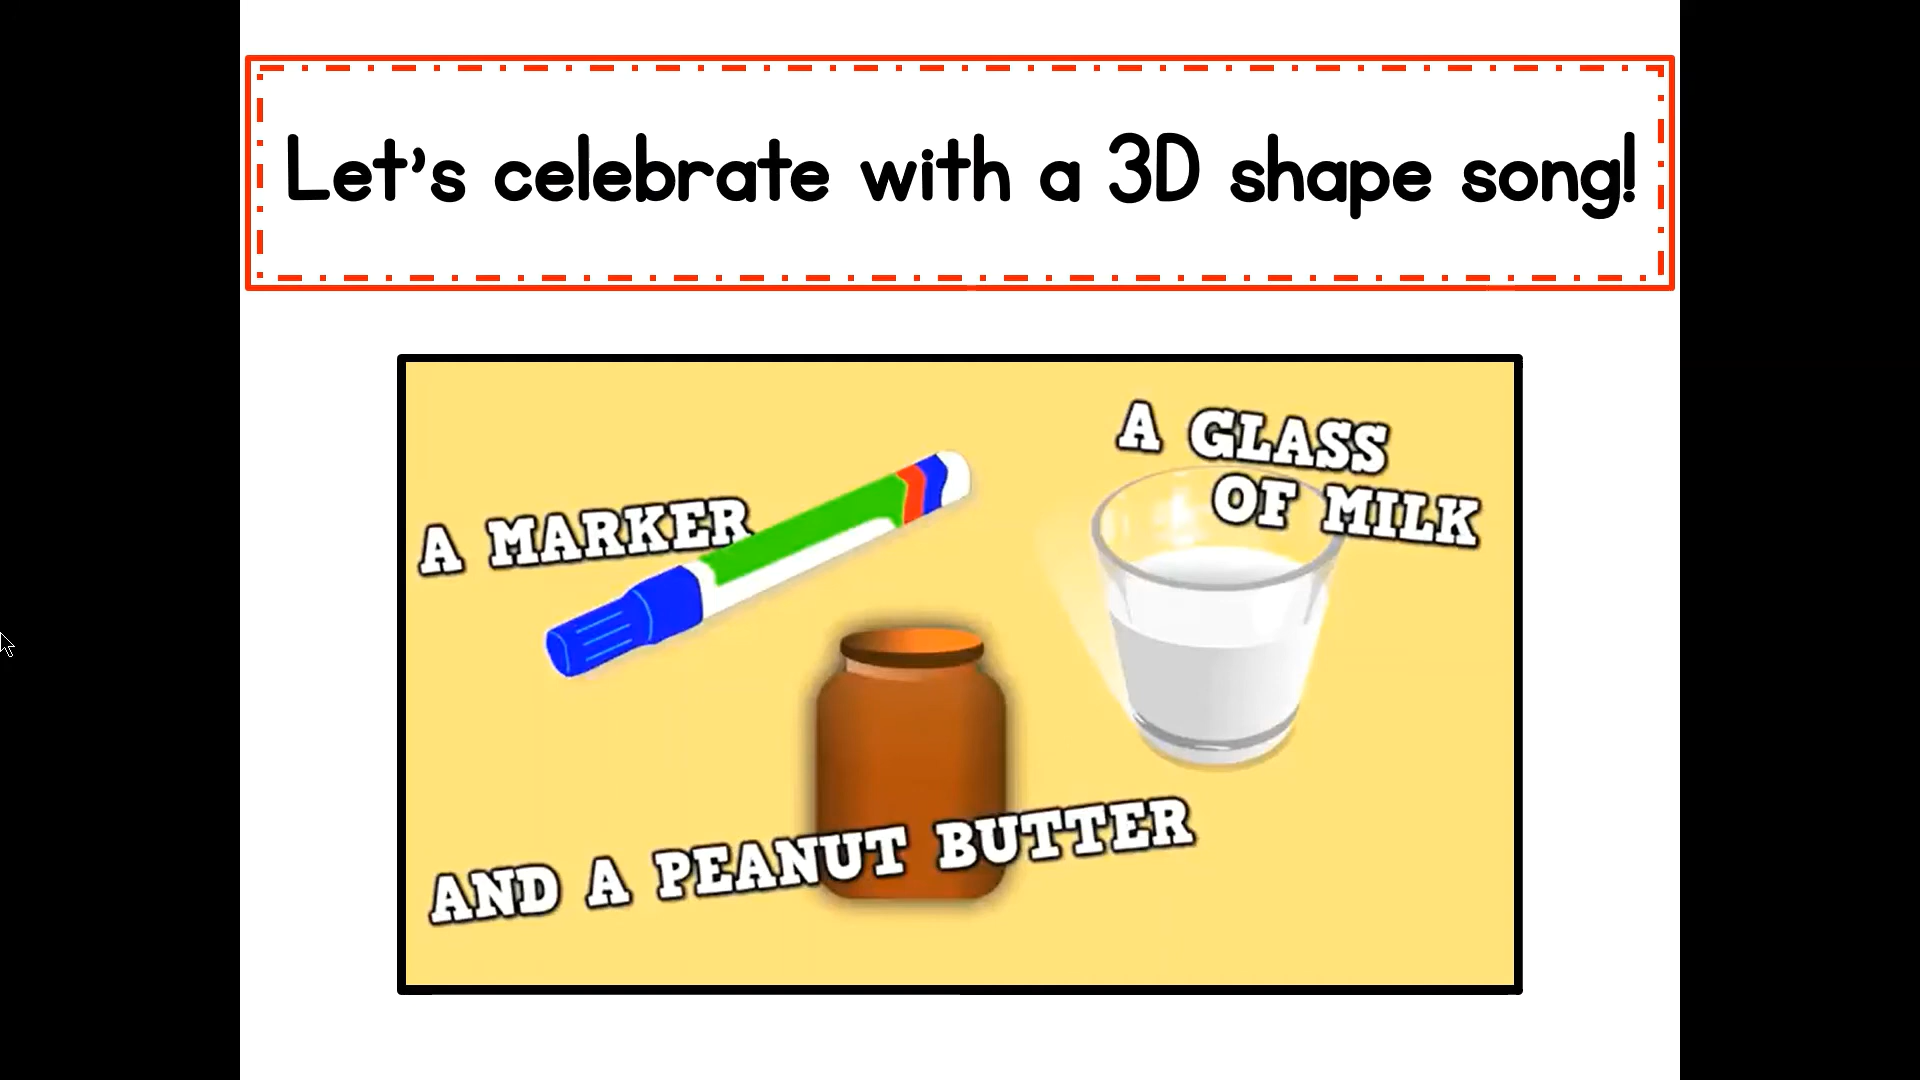 Let's celebrate with a 3D shape song!
A GLASS
OF MILK
A MARKER
AND A PEANUT BUTTER